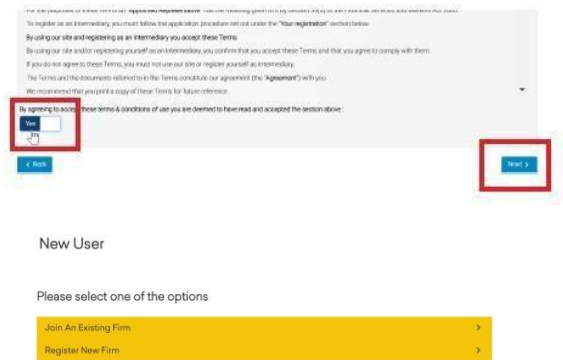 To register as an intermediary, you must follow the application procedure set out under the "Your registration" section below.
By using our site and registering as an intermediary you accept these Terms
By using our site and/or registering yourself as an intermediary, you confirm that you accept these Terms and that you agree to comply with them.
If you do not agree to these Terms, you must not use our site or register yourself as intermediary.
The Terms and the documents referred to in the Terms constitute our agreement (the "Agreement") with you
We recommend that you print a copy of these Terms for future reference.
By agreeing to accept these terms & conditions of use you are deemed to have read and accepted the section above:
Yes
< Back
Next >
New User
Please select one of the options
Join An Existing Firm >
Register New Firm >